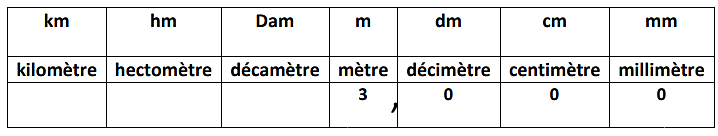 km hm Dam m dm cm mm
kilomètre hectomètre décamètre mètre décimètre centimètre millimètre
3 , 0 0 0